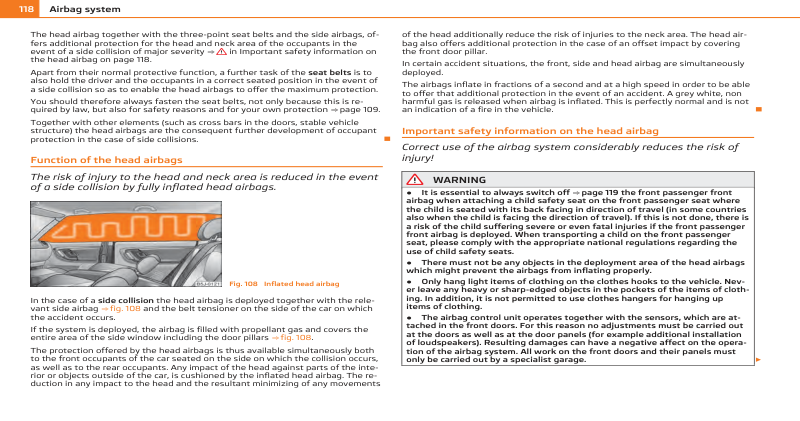 118 Airbag system
The head airbag together with the three-point seat belts and the side airbags, of-
fers additional protection for the head and neck area of the occupants in the
event of a side collision of major severity ⇒ in Important safety information on
the head airbag on page 118.
Apart from their normal protective function, a further task of the seat belts is to
also hold the driver and the occupants in a correct seated position in the event of
a side collision so as to enable the head airbags to offer the maximum protection.
You should therefore always fasten the seat belts, not only because this is re-
quired by law, but also for safety reasons and for your own protection ⇒ page 109.
Together with other elements (such as cross bars in the doors, stable vehicle
structure) the head airbags are the consequent further development of occupant
protection in the case of side collisions.
Function of the head airbags
The risk of injury to the head and neck area is reduced in the event
of a side collision by fully inflated head airbags.
Fig. 108 Inflated head airbag
In the case of a side collision the head airbag is deployed together with the rele-
vant side airbag ⇒ fig. 108 and the belt tensioner on the side of the car on which
the accident occurs.
If the system is deployed, the airbag is filled with propellant gas and covers the
entire area of the side window including the door pillars ⇒ fig. 108.
The protection offered by the head airbags is thus available simultaneously both
to the front occupants of the car seated on the side on which the collision occurs,
as well as to the rear occupants. Any impact of the head against parts of the inte-
rior or objects outside of the car, is cushioned by the inflated head airbag. The re-
duction in any impact to the head and the resultant minimizing of any movements
of the head additionally reduce the risk of injuries to the neck area. The head air-
bag also offers additional protection in the case of an offset impact by covering
the front door pillar.
In certain accident situations, the front, side and head airbag are simultaneously
deployed.
The airbags inflate in fractions of a second and at a high speed in order to be able
to offer that additional protection in the event of an accident. A grey white, non
harmful gas is released when airbag is inflated. This is perfectly normal and is not
an indication of a fire in the vehicle.
Important safety information on the head airbag
Correct use of the airbag system considerably reduces the risk of
injury!
WARNING
● It is essential to always switch off ⇒ page 119 the front passenger front
airbag when attaching a child safety seat on the front passenger seat where
the child is seated with its back facing in direction of travel (in some countries
also when the child is facing the direction of travel). If this is not done, there is
a risk of the child suffering severe or even fatal injuries if the front passenger
front airbag is deployed. When transporting a child on the front passenger
seat, please comply with the appropriate national regulations regarding the
use of child safety seats.
● There must not be any objects in the deployment area of the head airbags
which might prevent the airbags from inflating properly.
● Only hang light items of clothing on the clothes hooks to the vehicle. Nev-
er leave any heavy or sharp-edged objects in the pockets of the items of cloth-
ing. In addition, it is not permitted to use clothes hangers for hanging up
items of clothing.
● The airbag control unit operates together with the sensors, which are at-
tached in the front doors. For this reason no adjustments must be carried out
at the doors as well as at the door panels (for example additional installation
of loudspeakers). Resulting damages can have a negative affect on the opera-
tion of the airbag system. All work on the front doors and their panels must
only be carried out by a specialist garage.